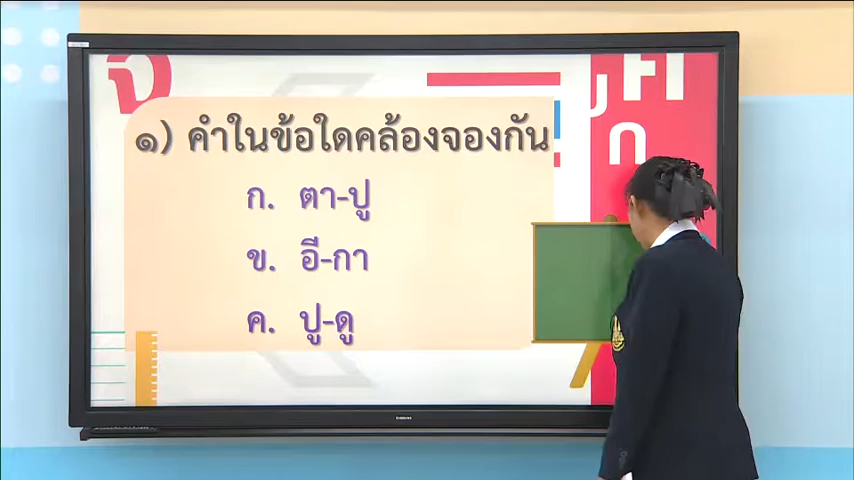 ๑) คำในข้อใดคล้องจองกัน
ก. ตา-ปู
ข. อี-กา
ค. ปู-ดู